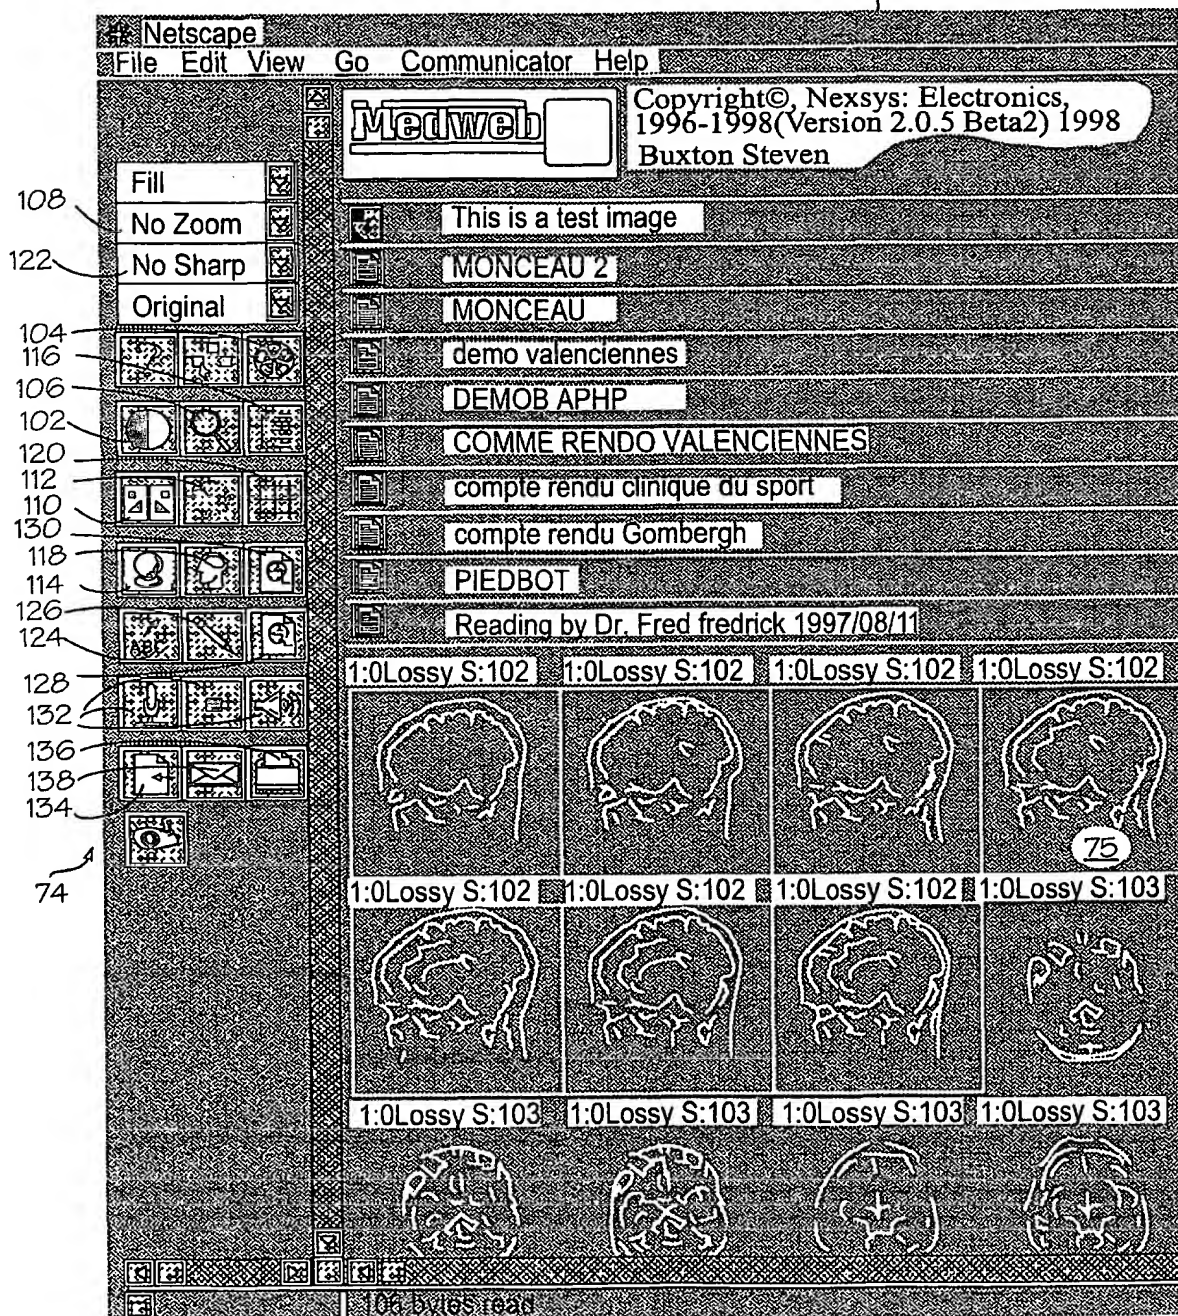 Netscape
File Edit View Go Communicator Help
Medweb
Copyright©, Nexsys: Electronics,
1996-1998(Version 2.0.5 Beta2) 1998
Buxton Steven
Fill
108 No Zoom
122 No Sharp
Original
This is a test image
MONCEAU 2
MONCEAU
demo valenciennes
DEMOB APHP
COMME RENDO VALENCIENNES
compte rendu clinique du sport
compte rendu Gombergh
PIEDBOT
Reading by Dr. Fred fredrick 1997/08/11
104
116
106
102
120
112
110
130
118
114
126
124
ABC
128
132
136
138
134
74
1:0Lossy S:102 1:0Lossy S:102 1:0Lossy S:102 1:0Lossy S:102
75
1:0Lossy S:102 1:0Lossy S:102 1:0Lossy S:102 1:0Lossy S:103
1:0Lossy S:103 1:0Lossy S:103 1:0Lossy S:103 1:0Lossy S:103
106 bytes read